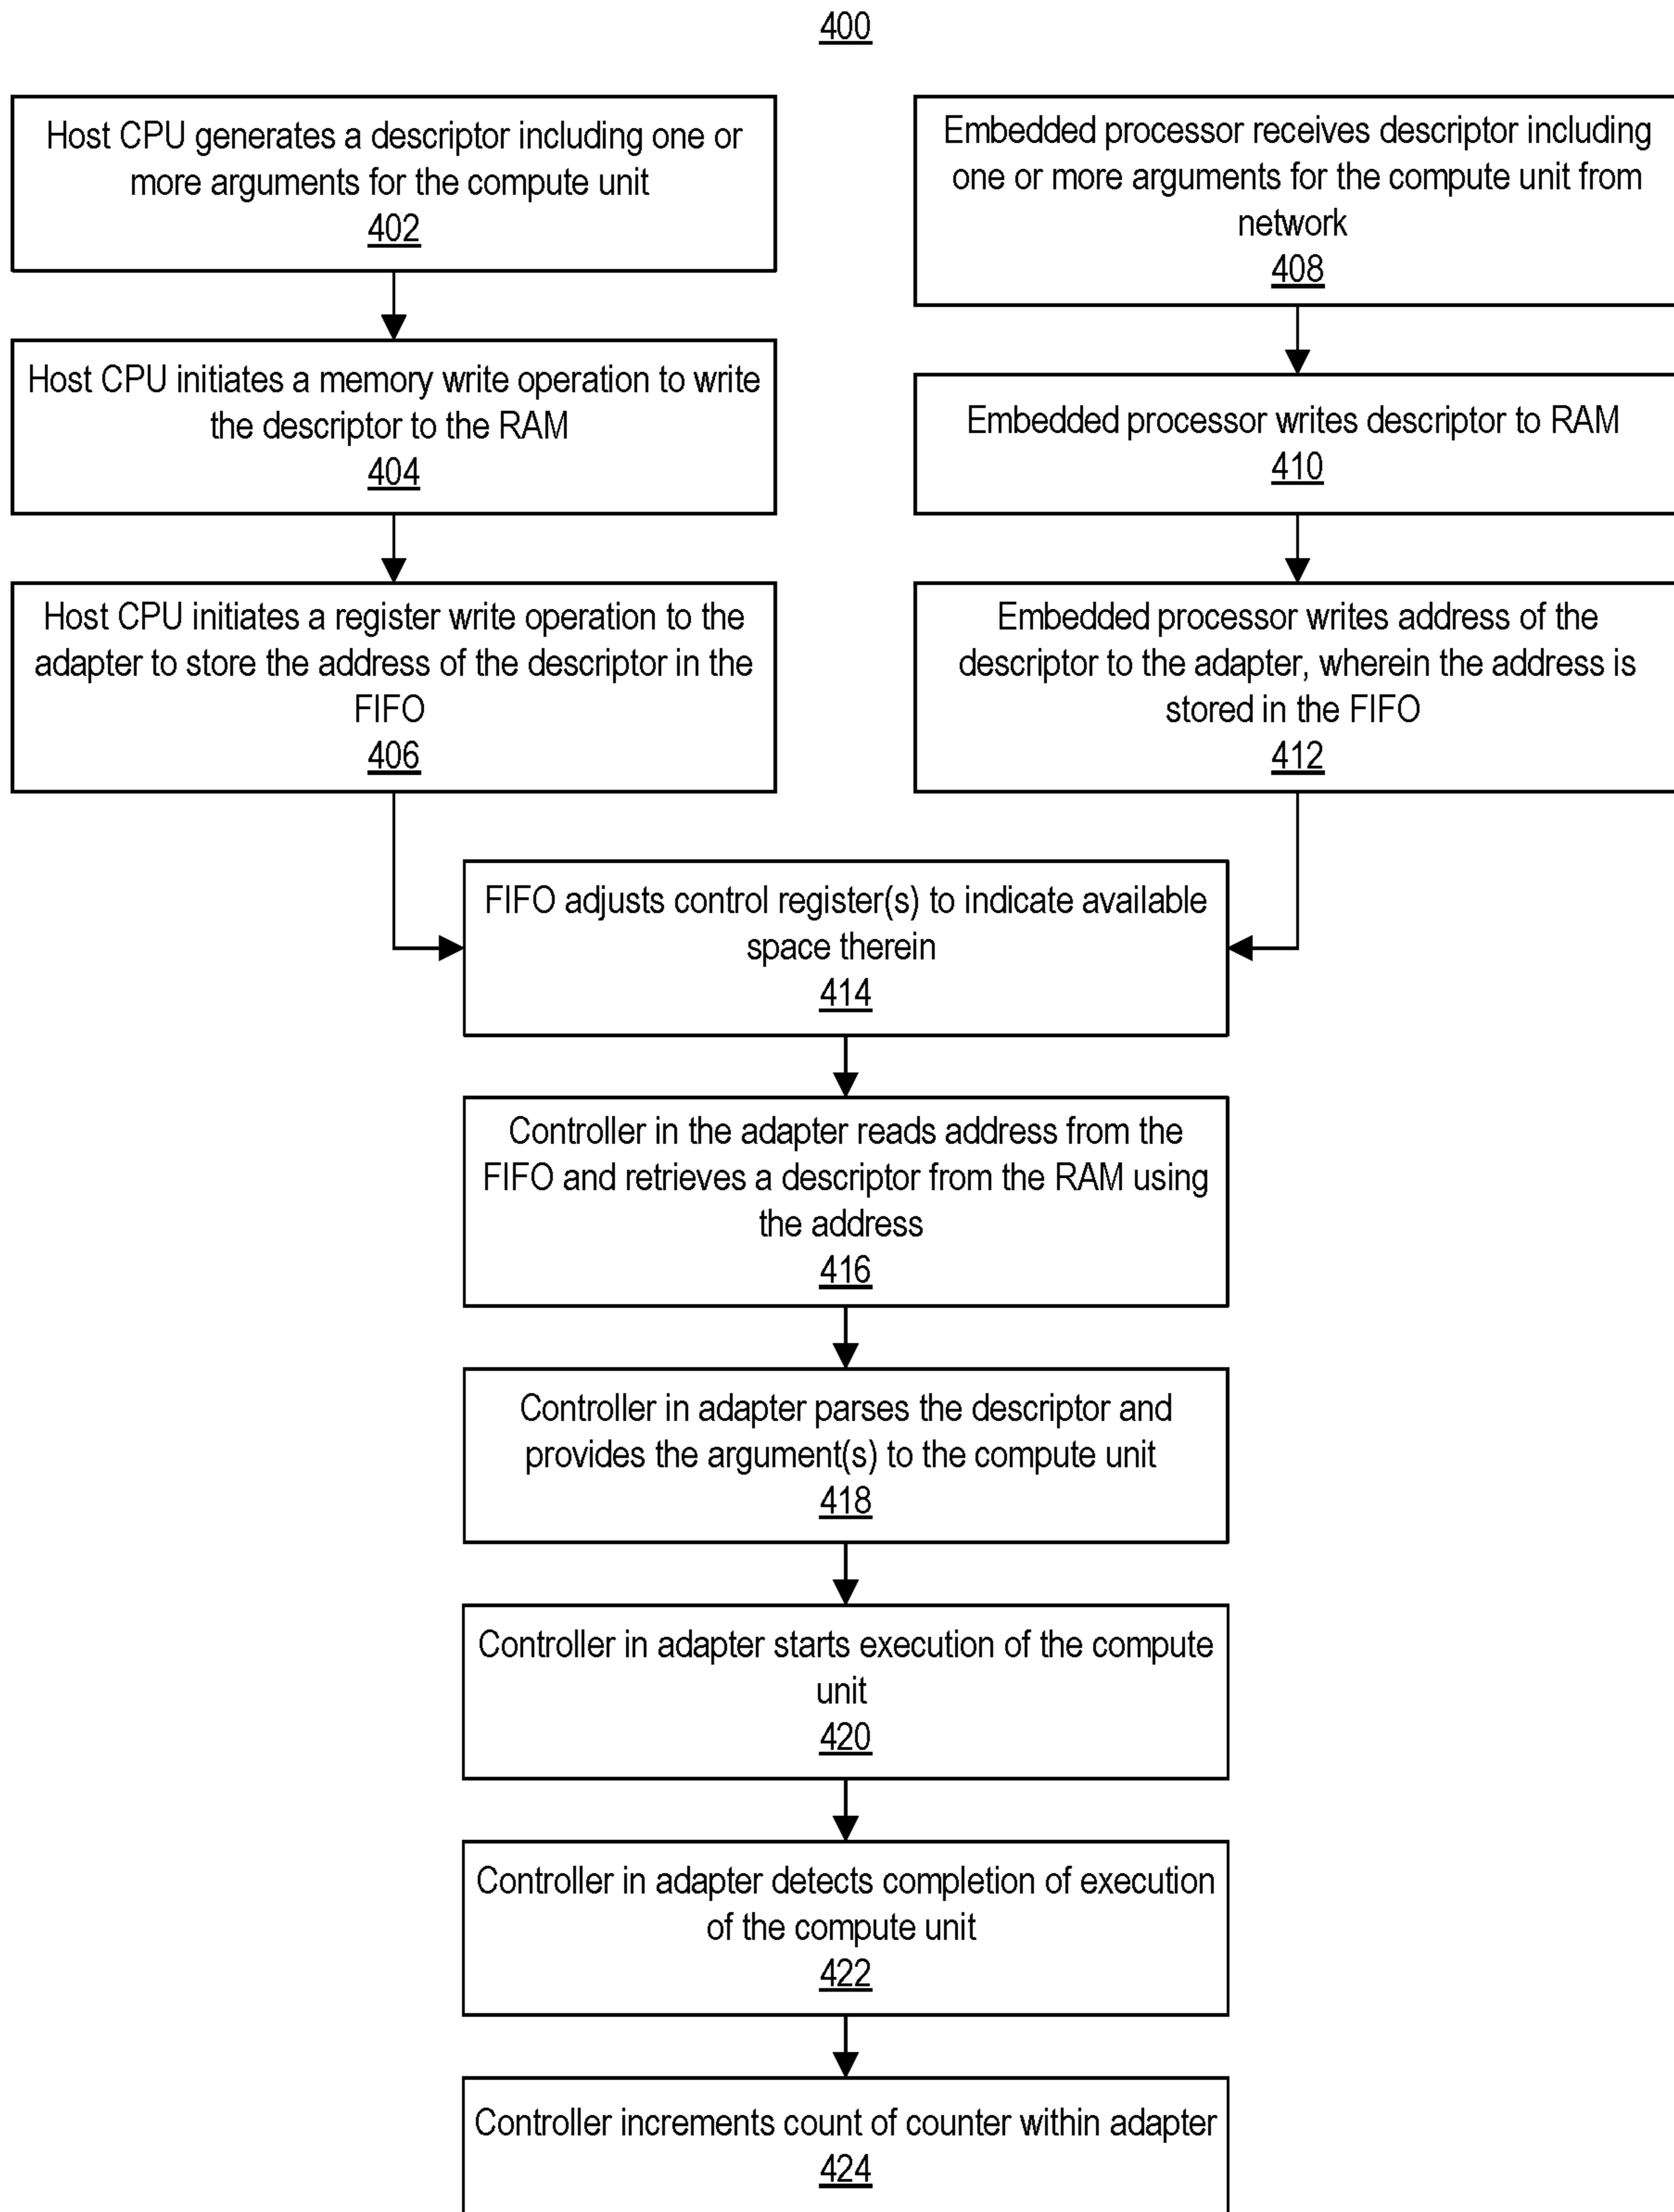 400
Host CPU generates a descriptor including one or
more arguments for the compute unit
402
Host CPU initiates a memory write operation to write
the descriptor to the RAM
404
Host CPU initiates a register write operation to the
adapter to store the address of the descriptor in the
FIFO
406
Embedded processor receives descriptor including
one or more arguments for the compute unit from
network
408
Embedded processor writes descriptor to RAM
410
Embedded processor writes address of the
descriptor to the adapter, wherein the address is
stored in the FIFO
412
FIFO adjusts control register(s) to indicate available
space therein
414
Controller in the adapter reads address from the
FIFO and retrieves a descriptor from the RAM using
the address
416
Controller in adapter parses the descriptor and
provides the argument(s) to the compute unit
418
Controller in adapter starts execution of the compute
unit
420
Controller in adapter detects completion of execution
of the compute unit
422
Controller increments count of counter within adapter
424